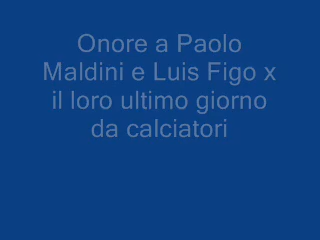 Onore a Paolo
Maldini e Luis Figo x
il loro ultimo giorno
da calciatori